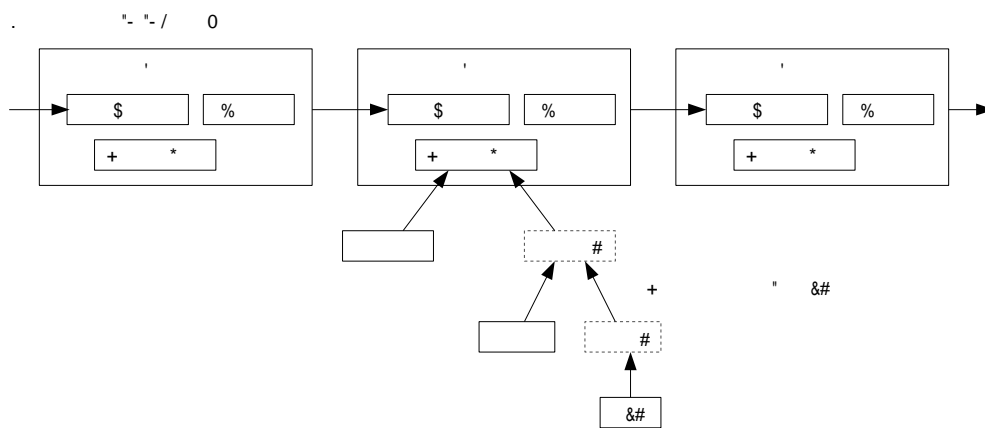 . "- "- / 0
' ' '
$ % $ % $ %
+ * + * + *
#
+ " &#
#
&#